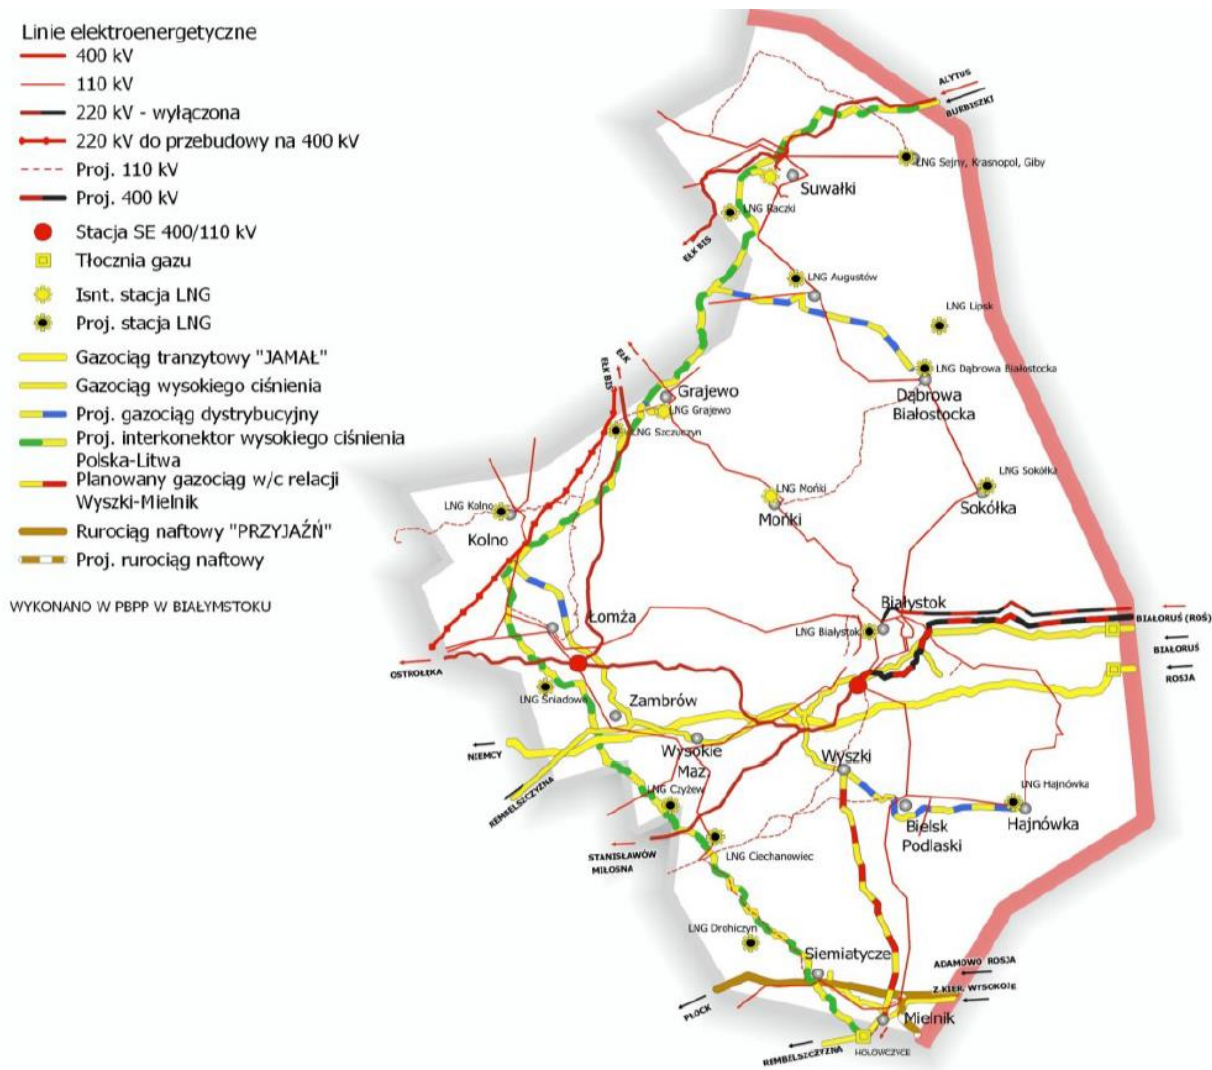 Linie elektroenergetyczne
400 kV
110 kV
220 kV - wyłączona
220 kV do przebudowy na 400 kV
Proj. 110 kV
Proj. 400 kV
Stacja SE 400/110 kV
Tłocznia gazu
Isnt. stacja LNG
Proj. stacja LNG
Gazociąg tranzytowy "JAMAŁ"
Gazociąg wysokiego ciśnienia
Proj. gazociąg dystrybucyjny
Proj. interkonektor wysokiego ciśnienia
Polska-Litwa
Planowany gazociąg w/c relacji
Wyszki-Mielnik
Rurociąg naftowy "PRZYJAŹŃ"
Proj. rurociąg naftowy
WYKONANO W PBPP W BIAŁYMSTOKU
ALYTUS
BURBISZKI
LNG Sejny, Krasnopol, Giby
Suwałki
LNG Raczki
EŁK BIS
LNG Augustów
LNG Lipsk
LNG Dąbrowa Białostocka
Dąbrowa
Białostocka
EŁK
EŁK BIS
Grajewo
LNG Grajewo
LNG Szczuczyn
LNG Sokółka
Sokółka
LNG Mońki
Mońki
LNG Kolno
Kolno
Łomża
Białystok
LNG Białystok
BIAŁORUŚ (ROŚ)
BIAŁORUŚ
ROSJA
OSTROŁĘKA
LNG Śniadowo
Zambrów
NIEMCY
Wysokie
Maz.
Wyszki
REMBELSZCZYZNA
LNG Czyżew
LNG Hajnówka
Hajnówka
Bielsk
Podlaski
STANISŁAWÓW
MIŁOSNA
LNG Ciechanowiec
LNG Drohiczyn
Siemiatycze
ADAMOWO ROSJA
Z KIER. WYSOKOJE
PŁOCK
Mielnik
REMBELSZCZYZNA
HOŁOWCZYCE